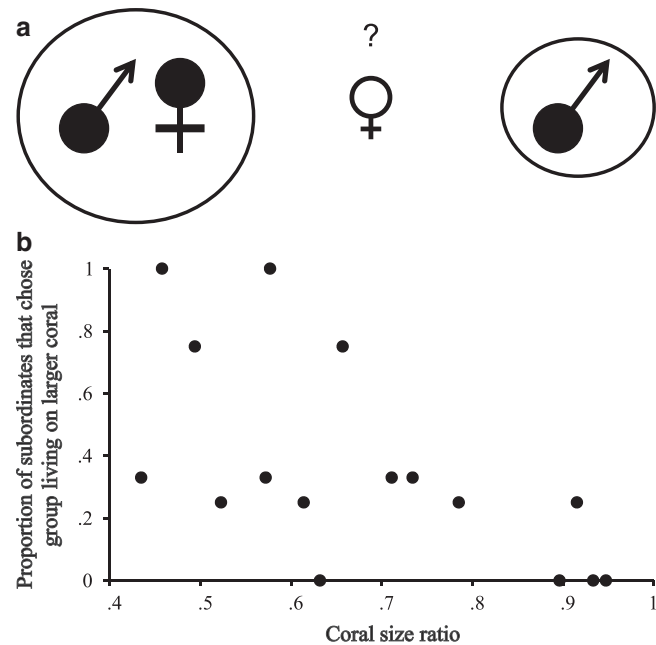 a
?
b
Proportion of subordinates that chose
group living on larger coral
1
.8
.6
.4
.2
0
.4 .5 .6 .7 .8 .9 1
Coral size ratio